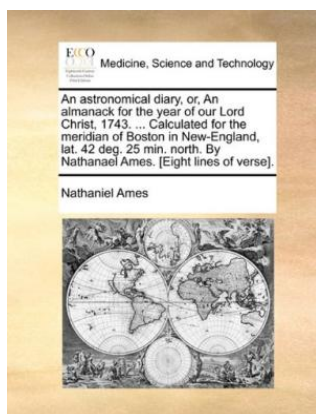 ECCO
Medicine, Science and Technology
An astronomical diary, or, An
almanack for the year of our Lord
Christ, 1743. ... Calculated for the
meridian of Boston in New-England,
lat. 42 deg. 25 min. north. By
Nathanael Ames. [Eight lines of verse].
Nathaniel Ames